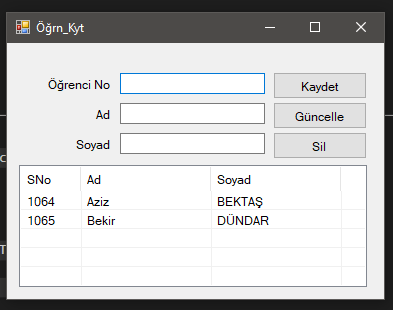 Öğrn_Kyt
Öğrenci No
Kaydet
Ad
Güncelle
Soyad
Sil
SNo Ad Soyad
1064 Aziz BEKTAŞ
1065 Bekir DÜNDAR